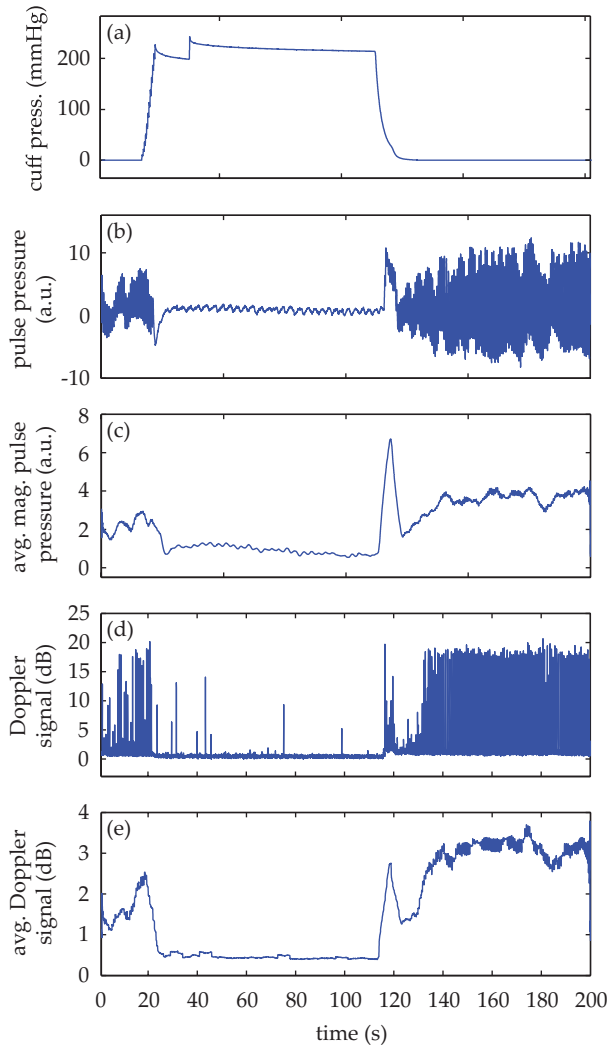 (a)
cuff press. (mmHg)
200
100
0
(b)
pulse pressure
(a.u.)
10
0
-10
(c)
avg. mag. pulse
pressure (a.u.)
8
6
4
2
0
(d)
Doppler
signal (dB)
25
20
15
10
5
0
(e)
avg. Doppler
signal (dB)
4
3
2
1
0
0 20 40 60 80 100 120 140 160 180 200
time (s)